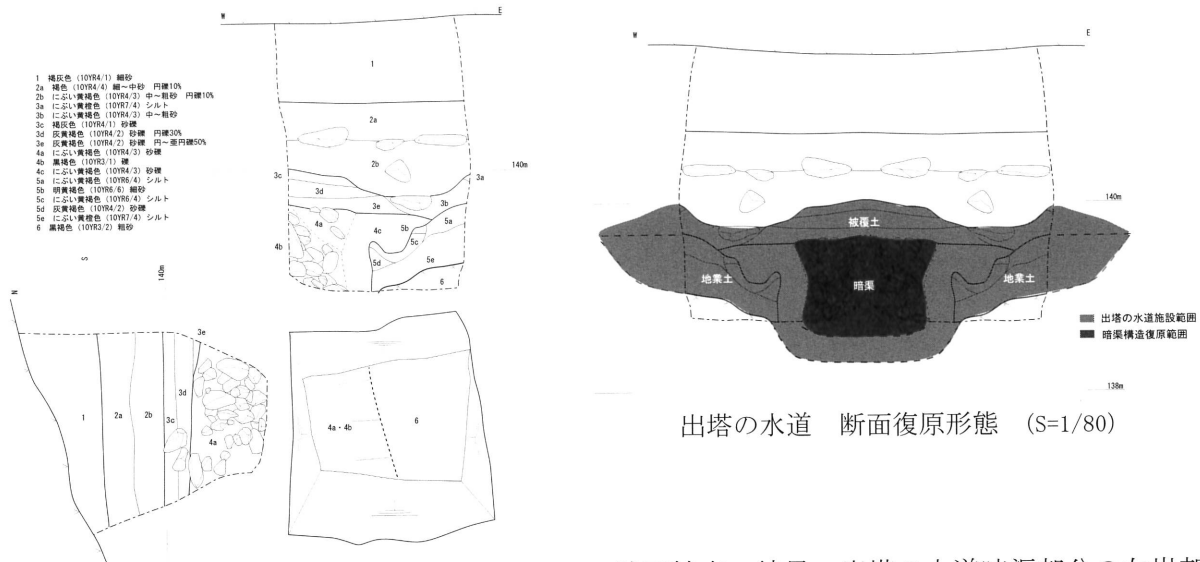 W
E
1 褐灰色 (10YR4/1) 細砂
2a 褐色 (10YR4/4) 細～中砂 円礫10%
2b にぶい黄褐色 (10YR4/3) 中～粗砂 円礫10%
3a にぶい黄橙色 (10YR7/4) シルト
3b にぶい黄褐色 (10YR4/3) 中～粗砂
3c 褐灰色 (10YR4/1) 砂礫
3d 灰黄褐色 (10YR4/2) 砂礫 円礫30%
3e 灰黄褐色 (10YR4/2) 砂礫 円～亜円礫50%
4a にぶい黄褐色 (10YR4/3) 砂礫
4b 黒褐色 (10YR3/1) 礫
4c にぶい黄褐色 (10YR4/3) 砂礫
5a にぶい黄橙色 (10YR6/4) シルト
5b 明黄褐色 (10YR6/6) 細砂
5c にぶい黄橙色 (10YR6/4) シルト
5d 灰黄褐色 (10YR4/2) 砂礫
5e にぶい黄橙色 (10YR7/4) シルト
6 黒褐色 (10YR3/2) 粗砂
1
2a
2b
140m
3c
3a
3d
3e
3b
4a
4c
5b
5a
5c
4b
5d
5e
6
S
140m
N
3e
1
2a
2b
3c
3d
4a
4a・4b
6
W
E
140m
被覆土
地業土
暗渠
地業土
出塔の水道施設範囲
暗渠構造復原範囲
138m
出塔の水道 断面復原形態 (S=1/80)